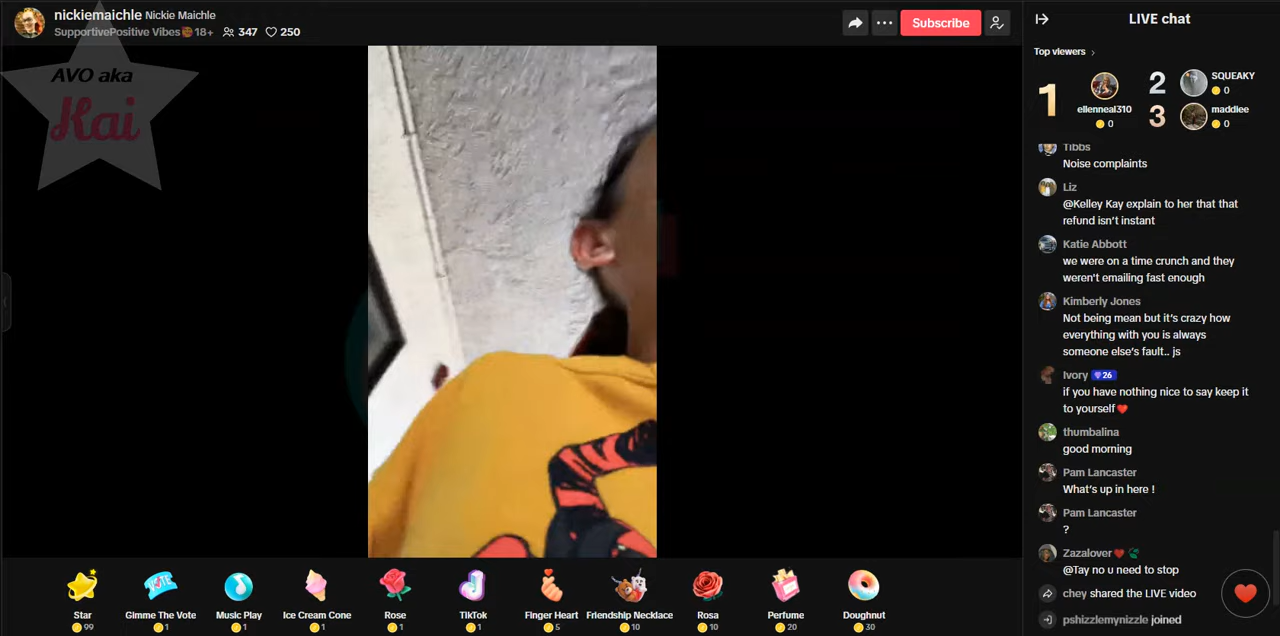 nickiemaichle Nickie Maichle
SupportivePositive Vibes 18+ 347 250
Subscribe
AVO aka
Kai
LIVE chat
Top viewers
1 ellenneal310 0
2 SQUEAKY 0
3 maddlee 0
Tibbs
Noise complaints
Liz
@Kelley Kay explain to her that that
refund isn't instant
Katie Abbott
we were on a time crunch and they
weren't emailing fast enough
Kimberly Jones
Not being mean but it's crazy how
everything with you is always
someone else's fault.. js
Ivory 26
if you have nothing nice to say keep it
to yourself❤️
thumbalina
good morning
Pam Lancaster
What's up in here !
Pam Lancaster
?
Zazalover
@Tay no u need to stop
chey shared the LIVE video
pshizzlemynizzle joined
Star
99
Gimme The Vote
1
Music Play
1
Ice Cream Cone
1
Rose
1
TikTok
1
Finger Heart
5
Friendship Necklace
10
Rosa
10
Perfume
20
Doughnut
30